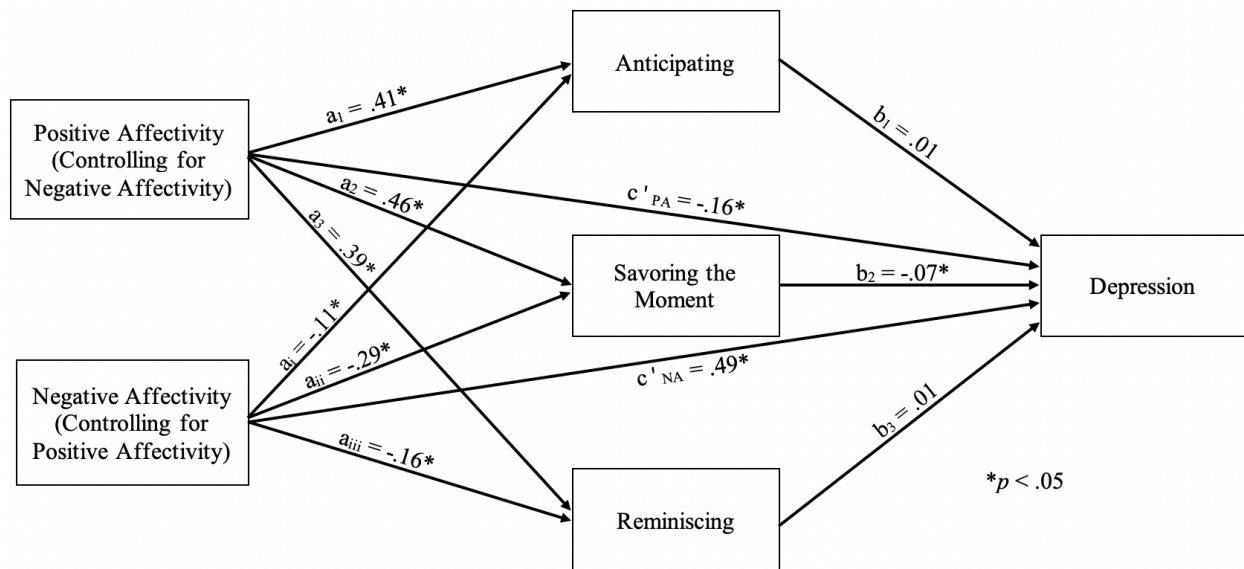 Anticipating
a1 = .41*
b1 = .01
Positive Affectivity
(Controlling for
Negative Affectivity)
a2 = .46*
c'PA = -.16*
a3 = .39*
Savoring the
Moment
b2 = -.07*
Depression
ai = -.11*
aii = -.29*
c'NA = .49*
Negative Affectivity
(Controlling for
Positive Affectivity)
aiii = -.16*
b3 = .01
Reminiscing
*p < .05